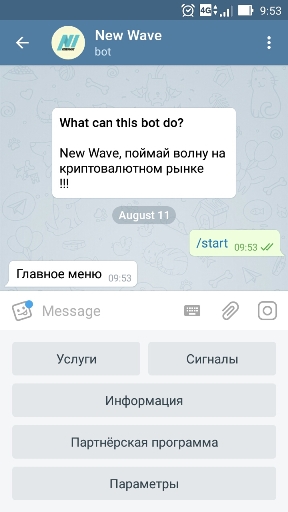 4G 9:53
New Wave
bot
What can this bot do?
New Wave, поймай волну на
криптовалютном рынке
!!!
August 11
/start 09:53
Главное меню 09:53
Message
Услуги Сигналы
Информация
Партнёрская программа
Параметры